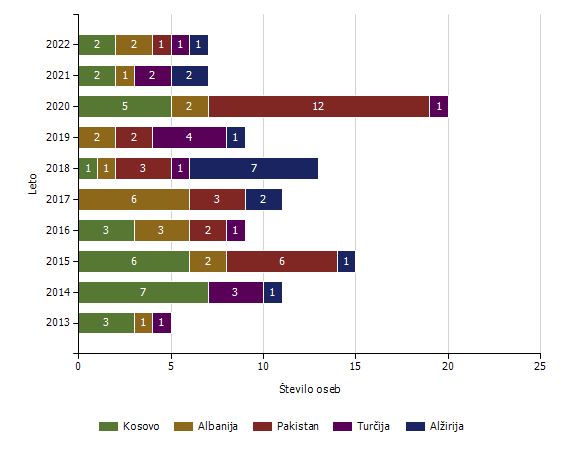 2022 2 2 1 1 1
2021 2 1 2 2
2020 5 2 12 1
2019 2 2 4 1
2018 1 1 3 1 7
2017 6 3 2
2016 3 3 2 1
2015 6 2 6 1
2014 7 3 1
2013 3 1 1
Leto
0 5 10 15 20 25
Število oseb
Kosovo Albanija Pakistan Turčija Alžirija